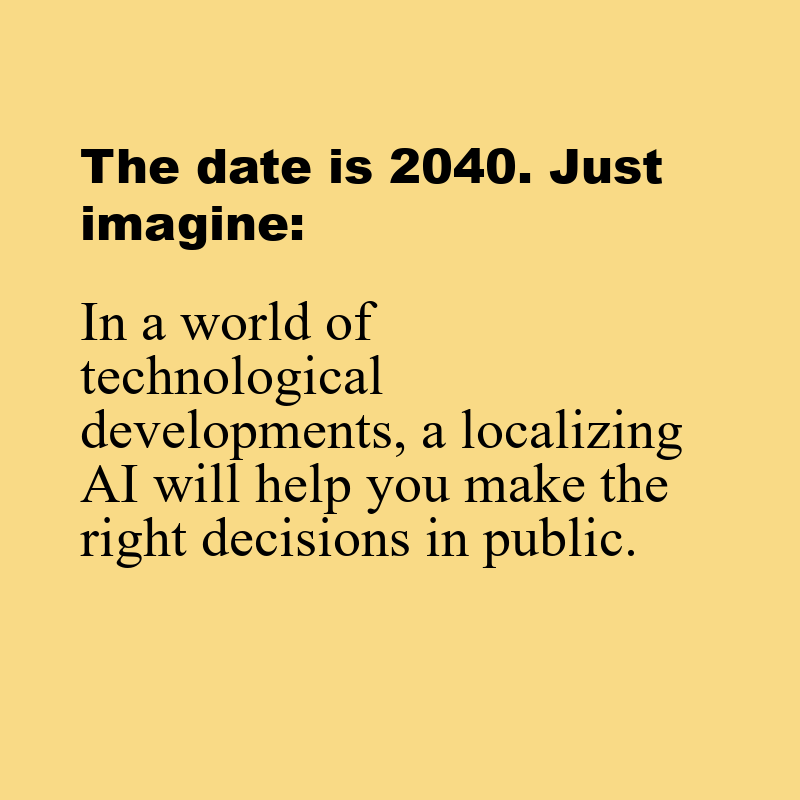 The date is 2040. Just
imagine:
In a world of
technological
developments, a localizing
AI will help you make the
right decisions in public.